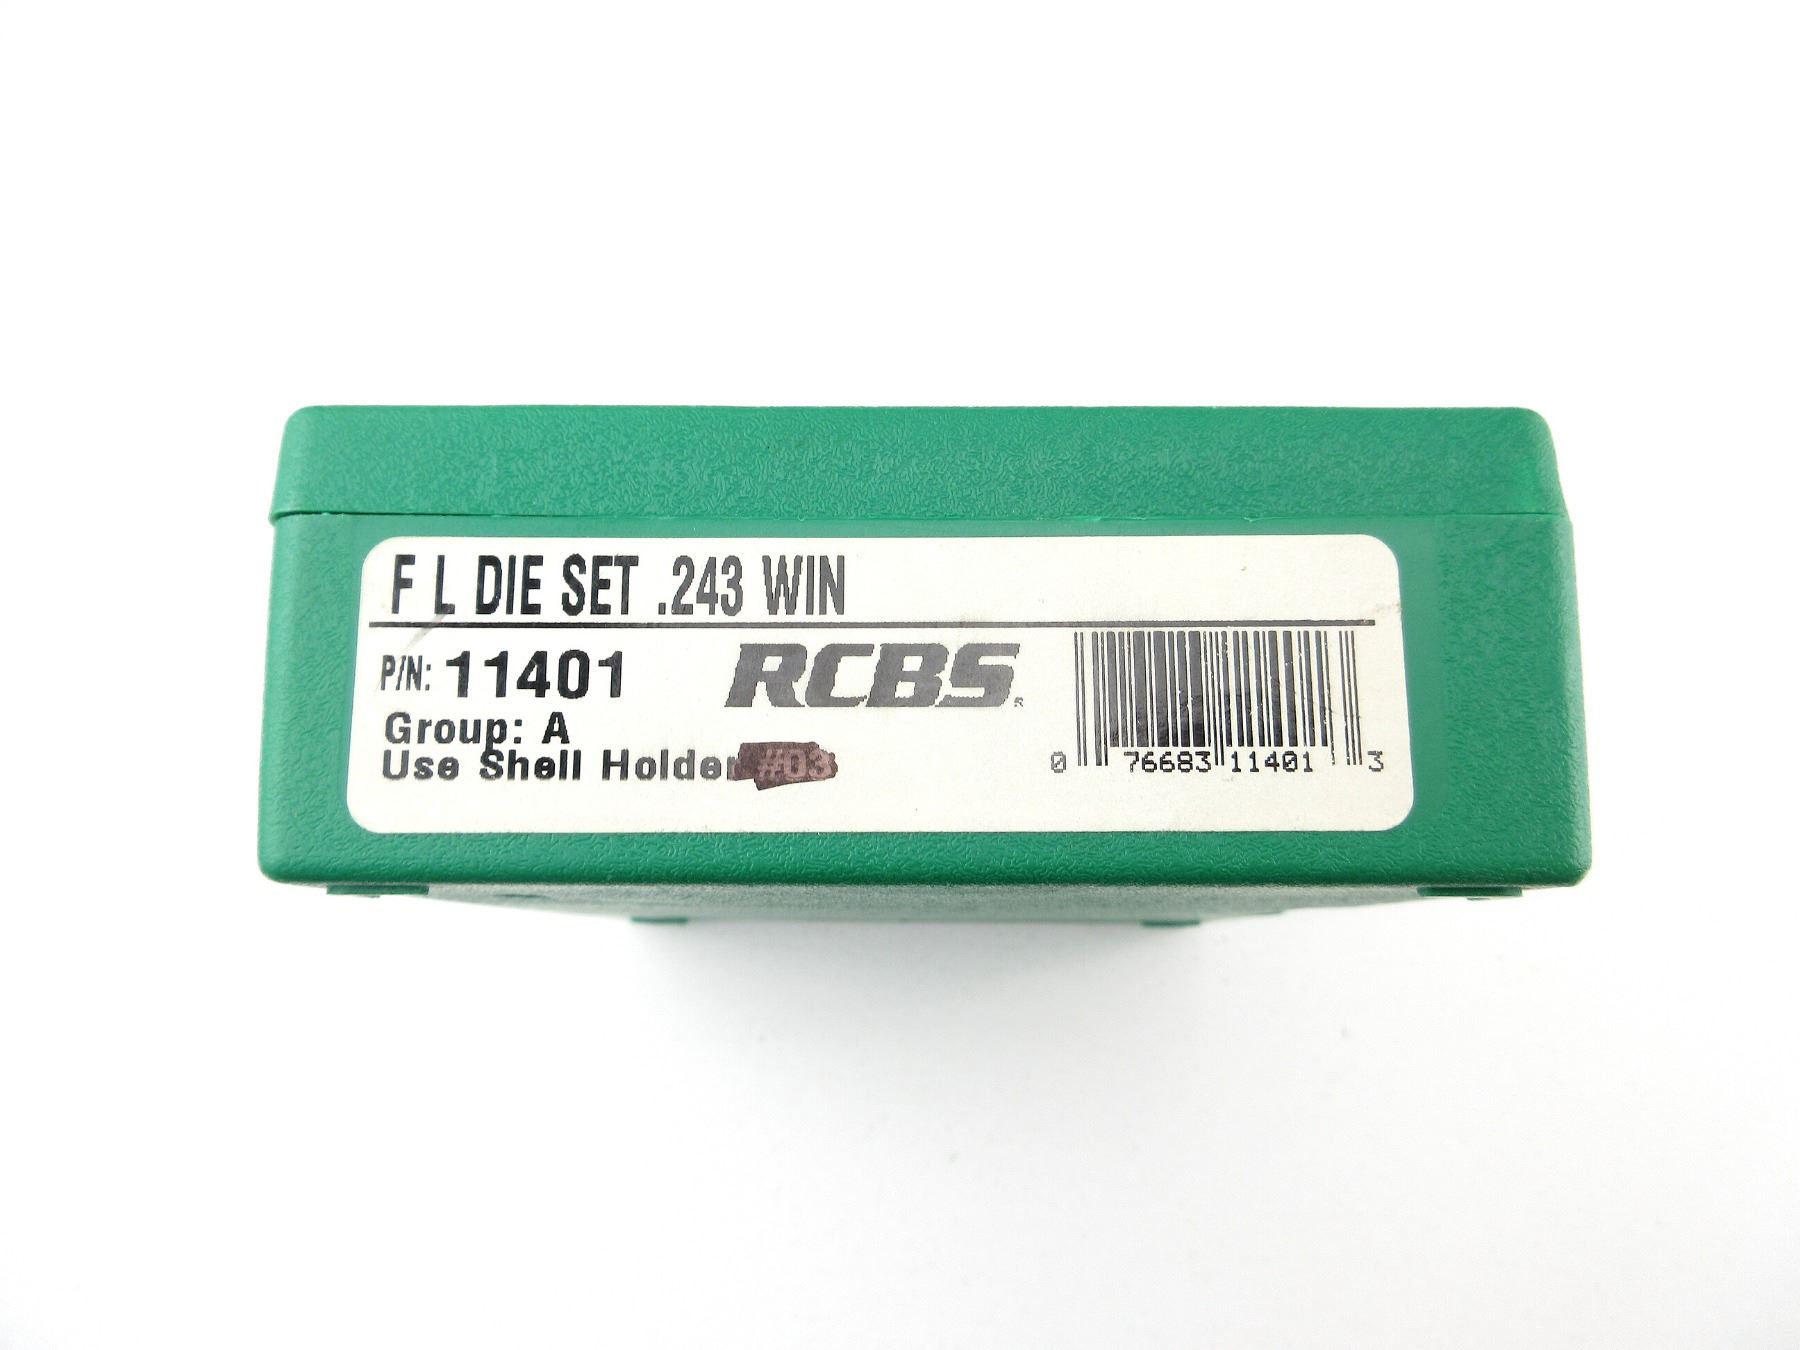 F L DIE SET .243 WIN
P/N: 11401
RCBS®
Group: A
Use Shell Holder #03
0 76683 11401 3